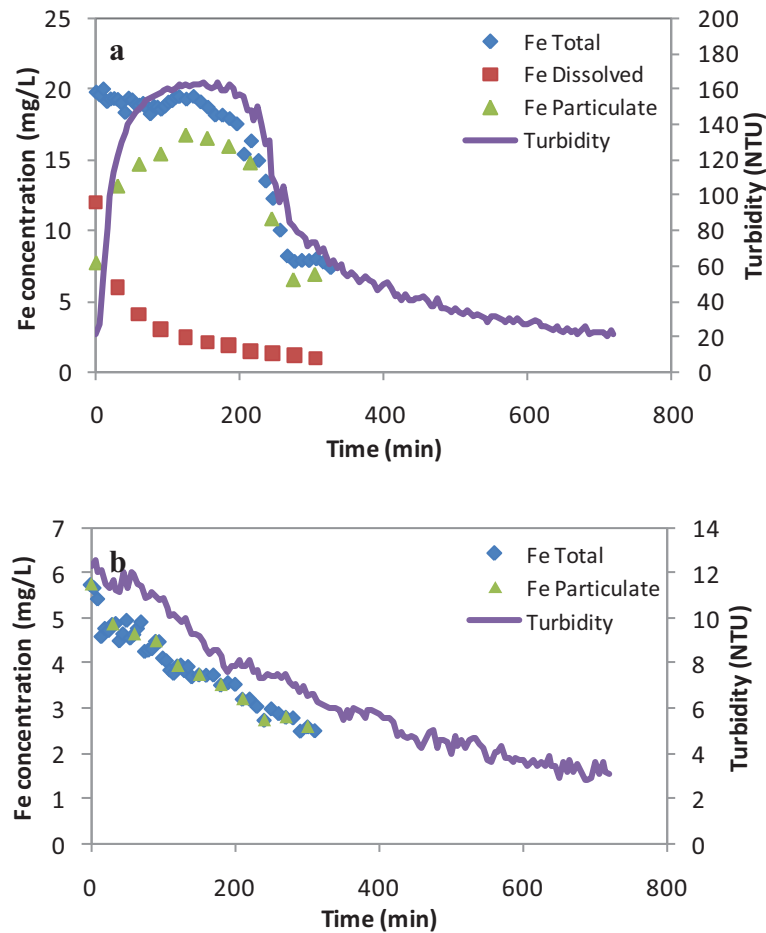 a
Fe Total
Fe Dissolved
Fe Particulate
Turbidity
Fe concentration (mg/L)
25
20
15
10
5
0
200
180
160
140
120
100
80
60
40
20
0
Turbidity (NTU)
0 200 400 600 800
Time (min)
b
Fe Total
Fe Particulate
Turbidity
Fe concentration (mg/L)
7
6
5
4
3
2
1
0
14
12
10
8
6
4
2
0
Turbidity (NTU)
0 200 400 600 800
Time (min)